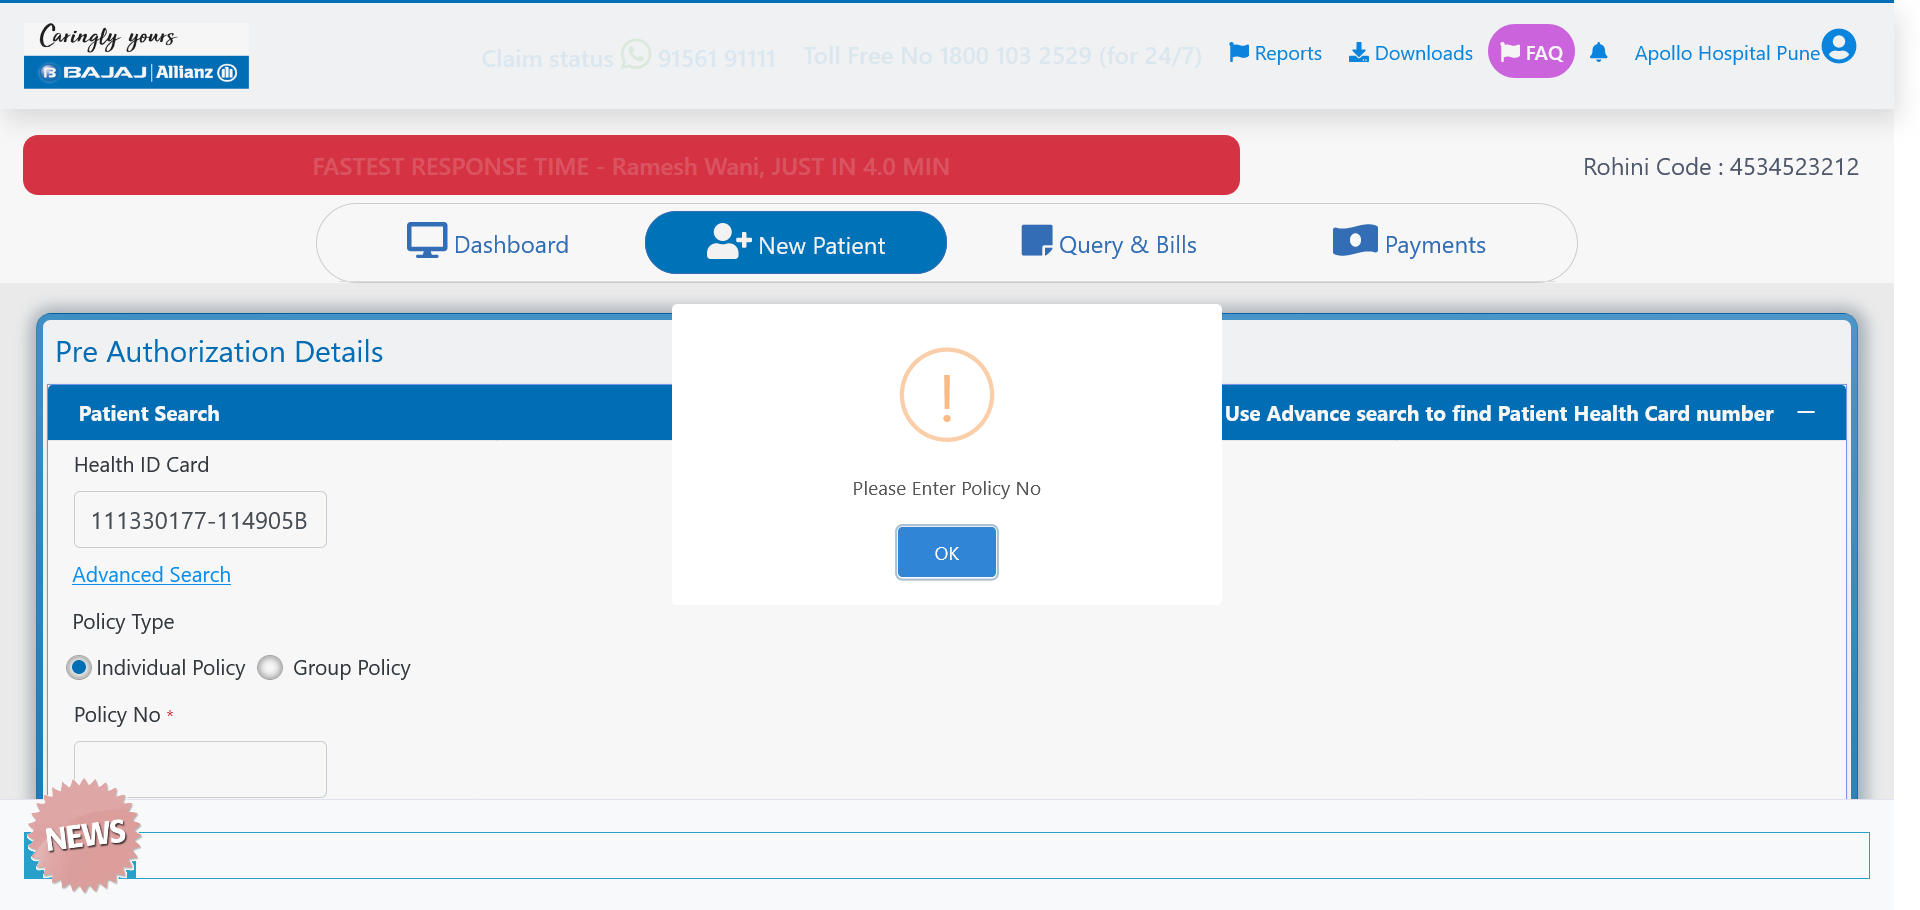 Caringly yours
BAJAJ | Allianz
Claim status 91561 91111
Toll Free No 1800 103 2529 (for 24/7)
Reports
Downloads
FAQ
Apollo Hospital Pune
FASTEST RESPONSE TIME - Ramesh Wani, JUST IN 4.0 MIN
Rohini Code : 4534523212
Dashboard
New Patient
Query & Bills
Payments
Pre Authorization Details
Patient Search
Use Advance search to find Patient Health Card number
Health ID Card
111330177-114905B
Advanced Search
Policy Type
Individual Policy
Group Policy
Policy No *
!
Please Enter Policy No
OK
NEWS